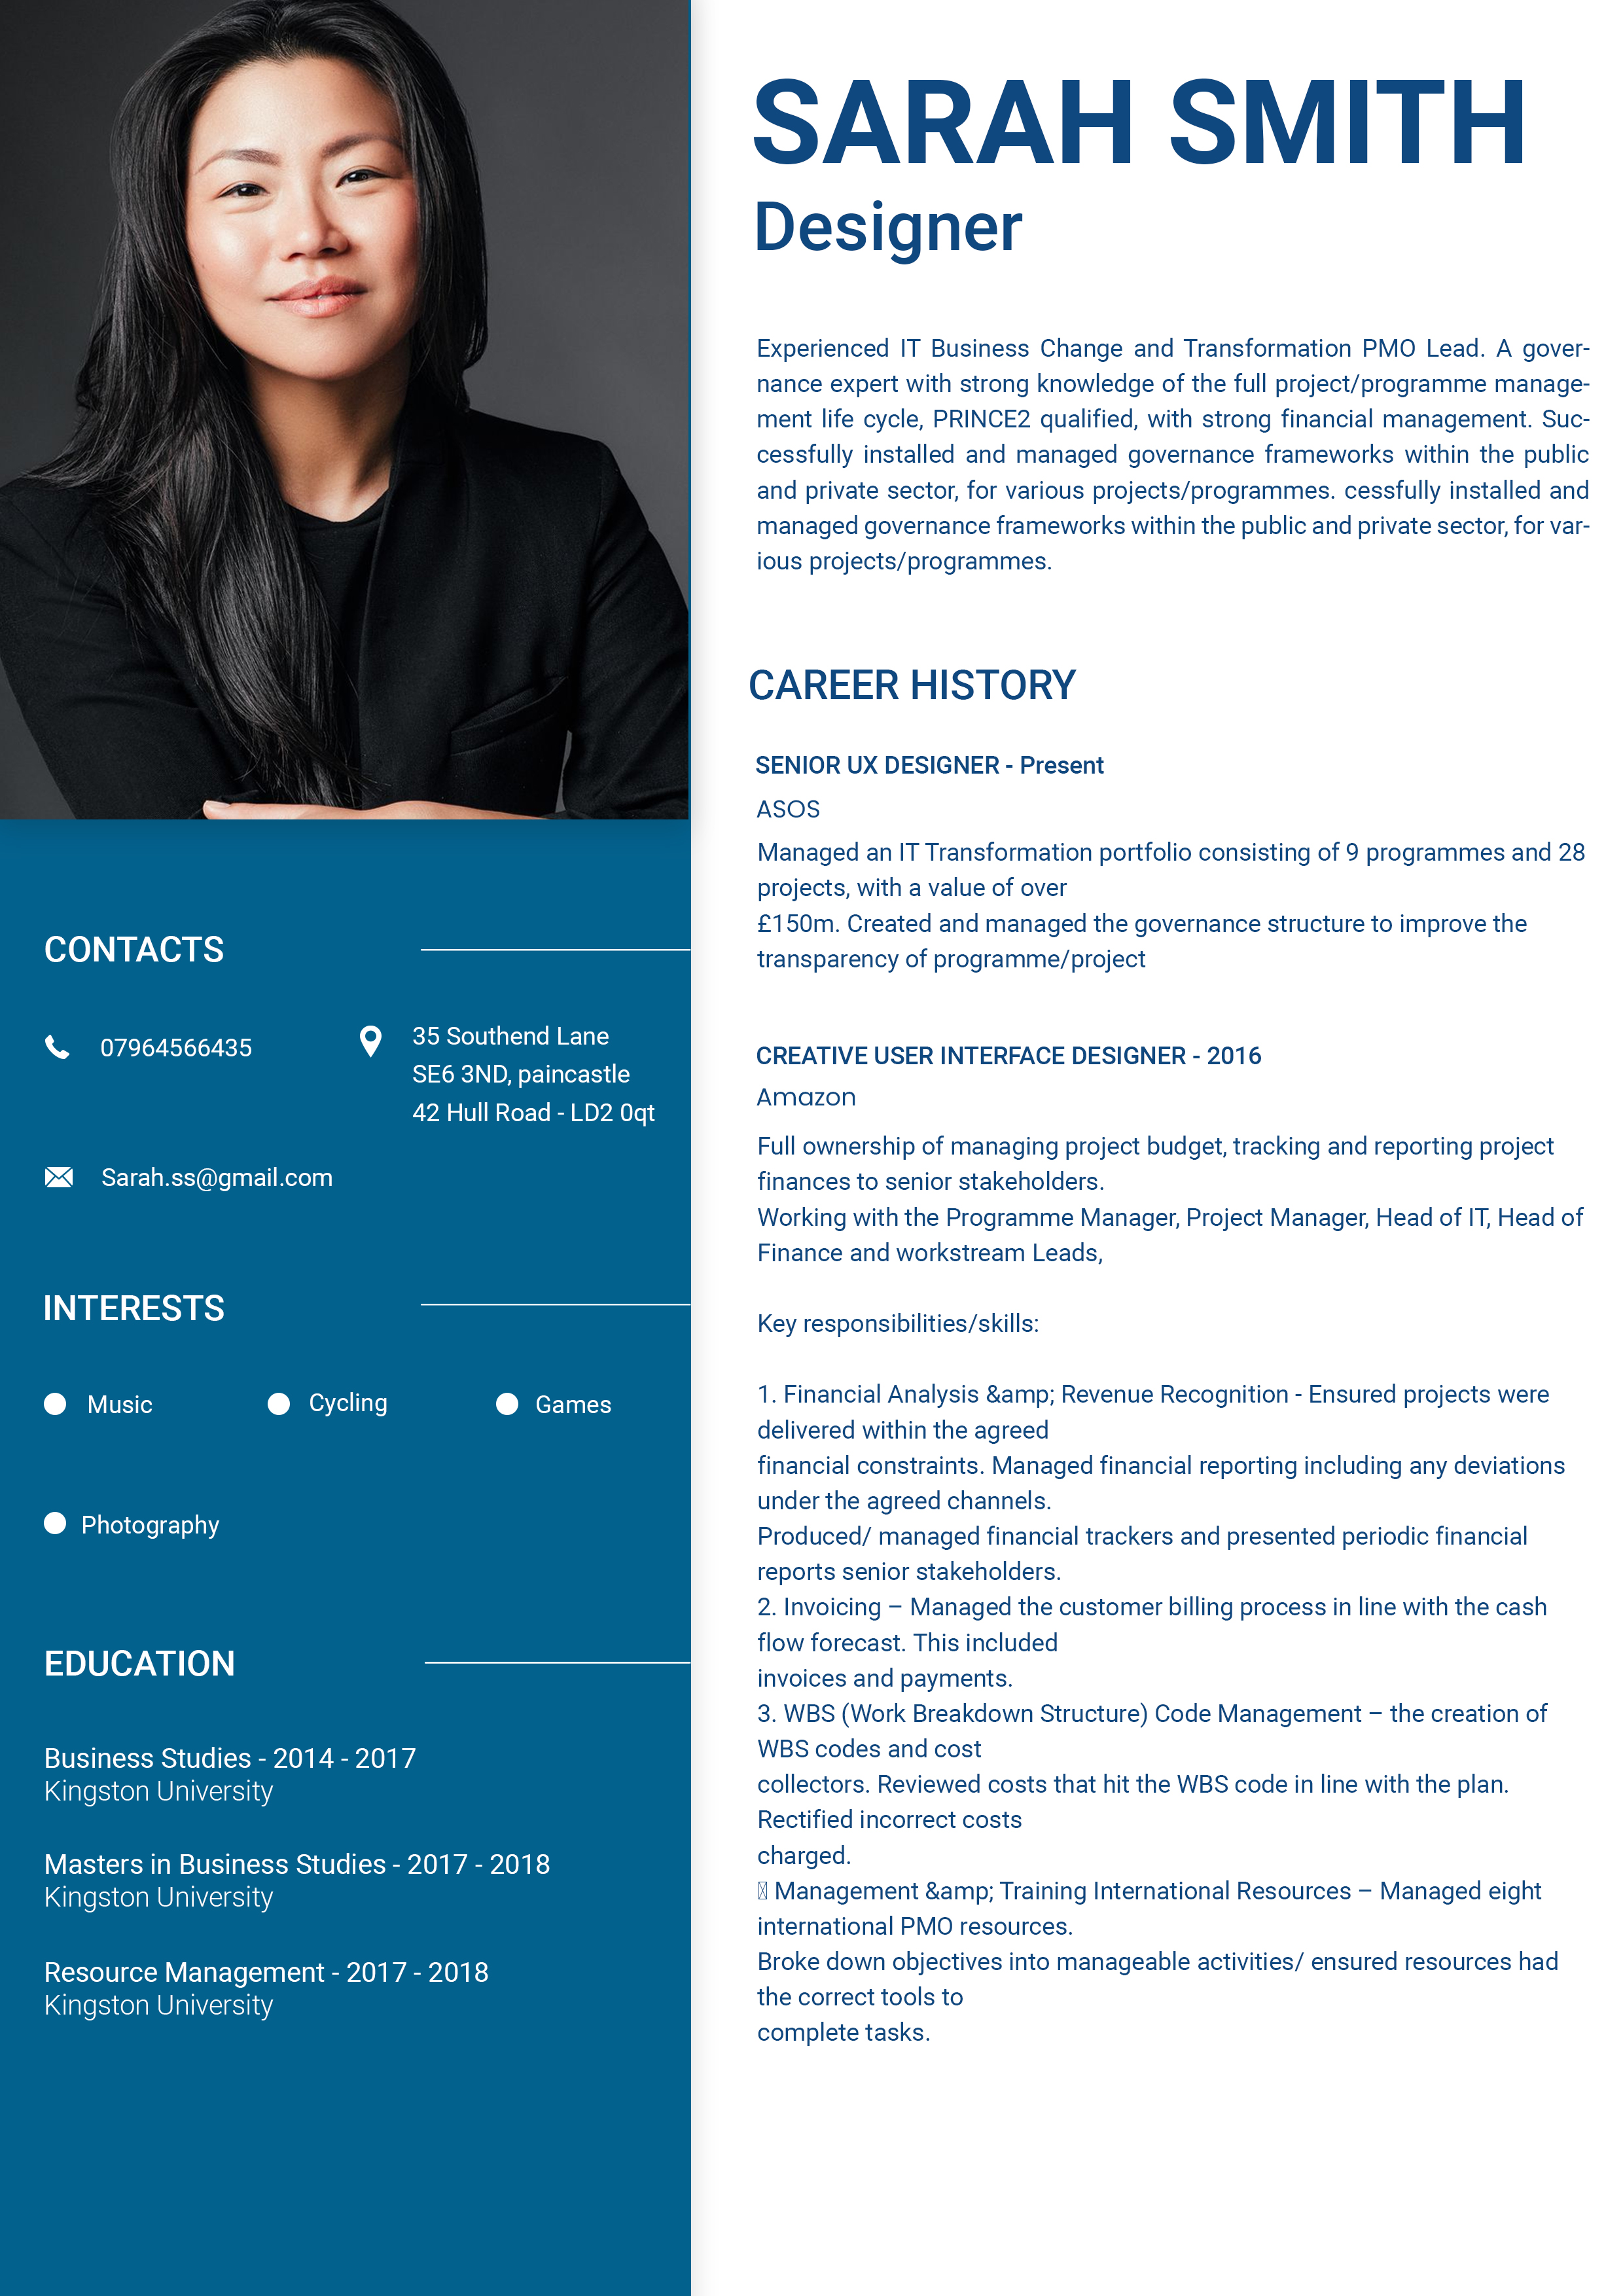 SARAH SMITH
Designer
Experienced IT Business Change and Transformation PMO Lead. A gover-
nance expert with strong knowledge of the full project/programme manage-
ment life cycle, PRINCE2 qualified, with strong financial management. Suc-
cessfully installed and managed governance frameworks within the public
and private sector, for various projects/programmes. cessfully installed and
managed governance frameworks within the public and private sector, for var-
ious projects/programmes.
CAREER HISTORY
SENIOR UX DESIGNER - Present
ASOS
Managed an IT Transformation portfolio consisting of 9 programmes and 28
projects, with a value of over
£150m. Created and managed the governance structure to improve the
transparency of programme/project
CREATIVE USER INTERFACE DESIGNER - 2016
Amazon
Full ownership of managing project budget, tracking and reporting project
finances to senior stakeholders.
Working with the Programme Manager, Project Manager, Head of IT, Head of
Finance and workstream Leads,
Key responsibilities/skills:
1. Financial Analysis &amp; Revenue Recognition - Ensured projects were
delivered within the agreed
financial constraints. Managed financial reporting including any deviations
under the agreed channels.
Produced/ managed financial trackers and presented periodic financial
reports senior stakeholders.
2. Invoicing – Managed the customer billing process in line with the cash
flow forecast. This included
invoices and payments.
3. WBS (Work Breakdown Structure) Code Management – the creation of
WBS codes and cost
collectors. Reviewed costs that hit the WBS code in line with the plan.
Rectified incorrect costs
charged.
Management &amp; Training International Resources – Managed eight
international PMO resources.
Broke down objectives into manageable activities/ ensured resources had
the correct tools to
complete tasks.
CONTACTS
07964566435
35 Southend Lane
SE6 3ND, paincastle
42 Hull Road - LD2 0qt
Sarah.ss@gmail.com
INTERESTS
Music
Cycling
Games
Photography
EDUCATION
Business Studies - 2014 - 2017
Kingston University
Masters in Business Studies - 2017 - 2018
Kingston University
Resource Management - 2017 - 2018
Kingston University